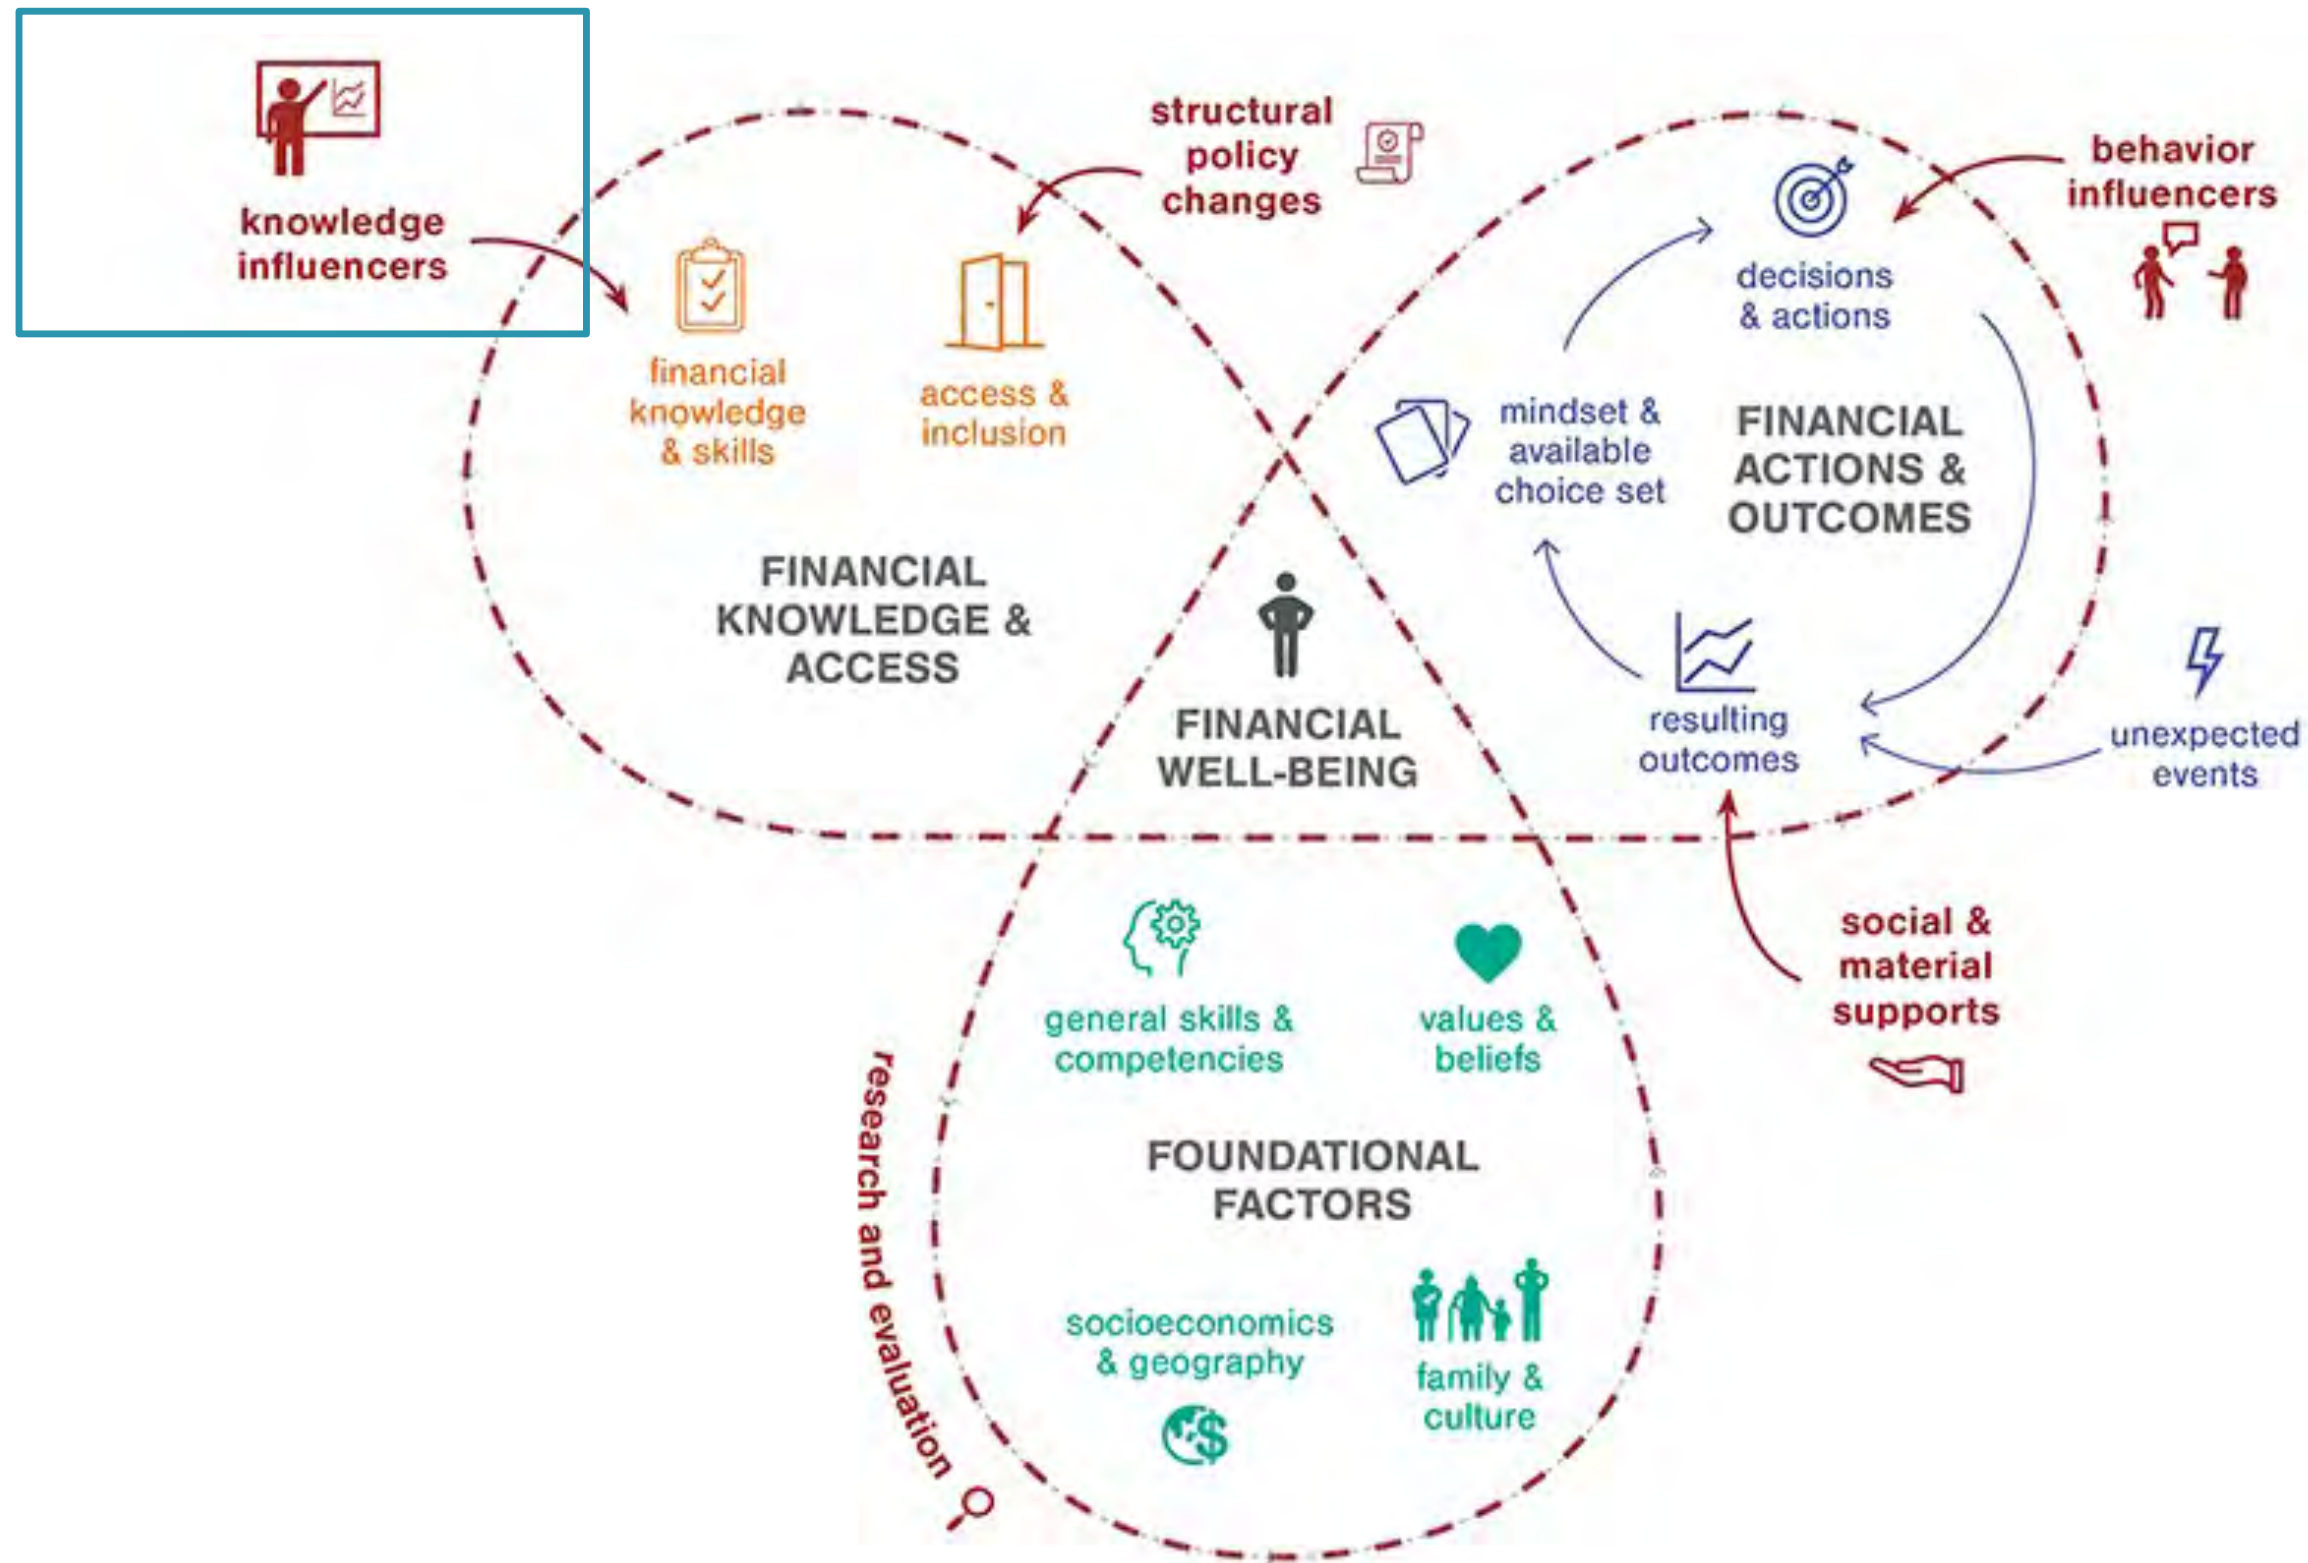 knowledge
influencers
structural
policy
changes
behavior
influencers
financial
knowledge
& skills
access &
inclusion
FINANCIAL
KNOWLEDGE &
ACCESS
decisions
& actions
mindset &
available
choice set
FINANCIAL
ACTIONS &
OUTCOMES
resulting
outcomes
unexpected
events
FINANCIAL
WELL-BEING
social &
material
supports
general skills &
competencies
values &
beliefs
FOUNDATIONAL
FACTORS
socioeconomics
& geography
$
family &
culture
research and evaluation